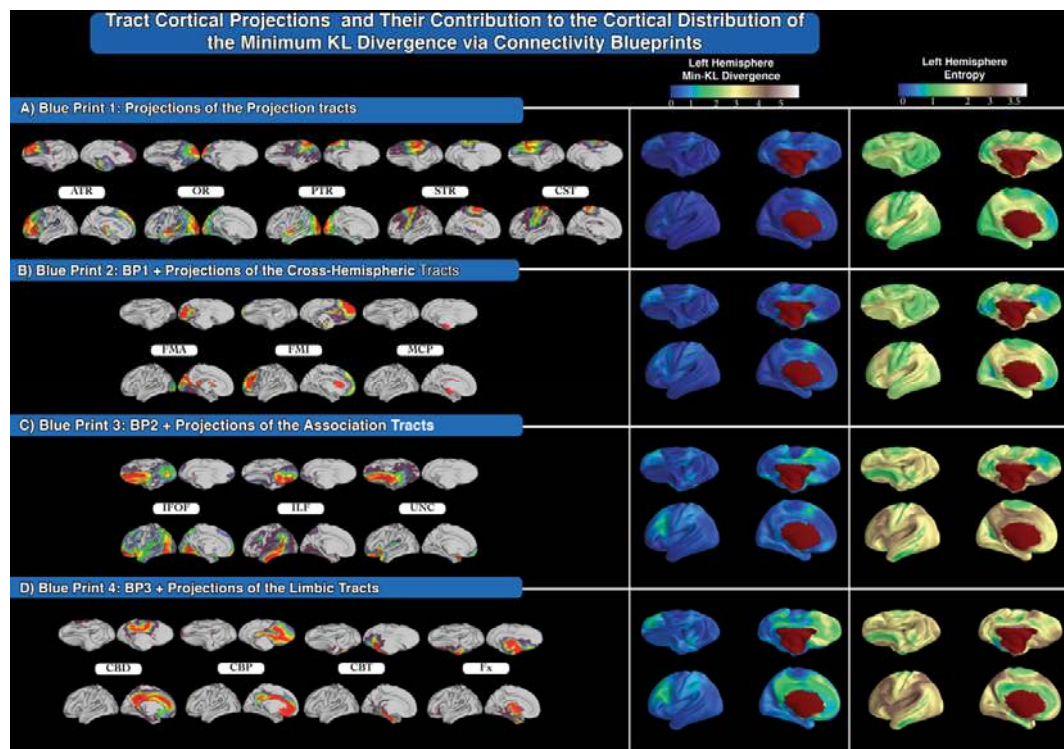 Tract Cortical Projections and Their Contribution to the Cortical Distribution of
the Minimum KL Divergence via Connectivity Blueprints
Left Hemisphere
Min-KL Divergence
0 1 2 3 4 5
Left Hemisphere
Entropy
0 1 2 3 3.5
A) Blue Print 1: Projections of the Projection tracts
ATR OR PTR STR CST
B) Blue Print 2: BP1 + Projections of the Cross-Hemispheric Tracts
FMA FMI MCP
C) Blue Print 3: BP2 + Projections of the Association Tracts
IFOF ILF UNC
D) Blue Print 4: BP3 + Projections of the Limbic Tracts
CBD CBP CBT Fx